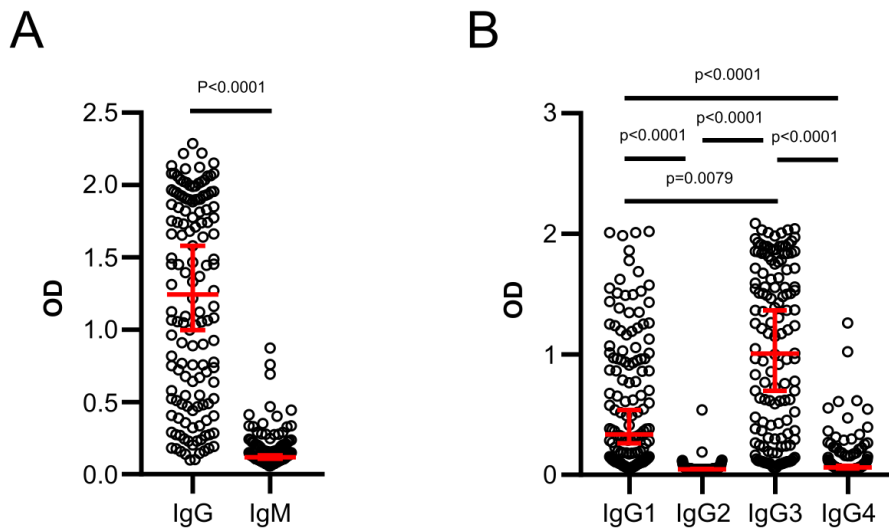 A
B
P<0.0001
2.5
2.0
1.5
1.0
0.5
0.0
OD
IgG
IgM
p<0.0001
p<0.0001
p<0.0001
p<0.0001
p=0.0079
3
2
1
0
OD
IgG1
IgG2
IgG3
IgG4